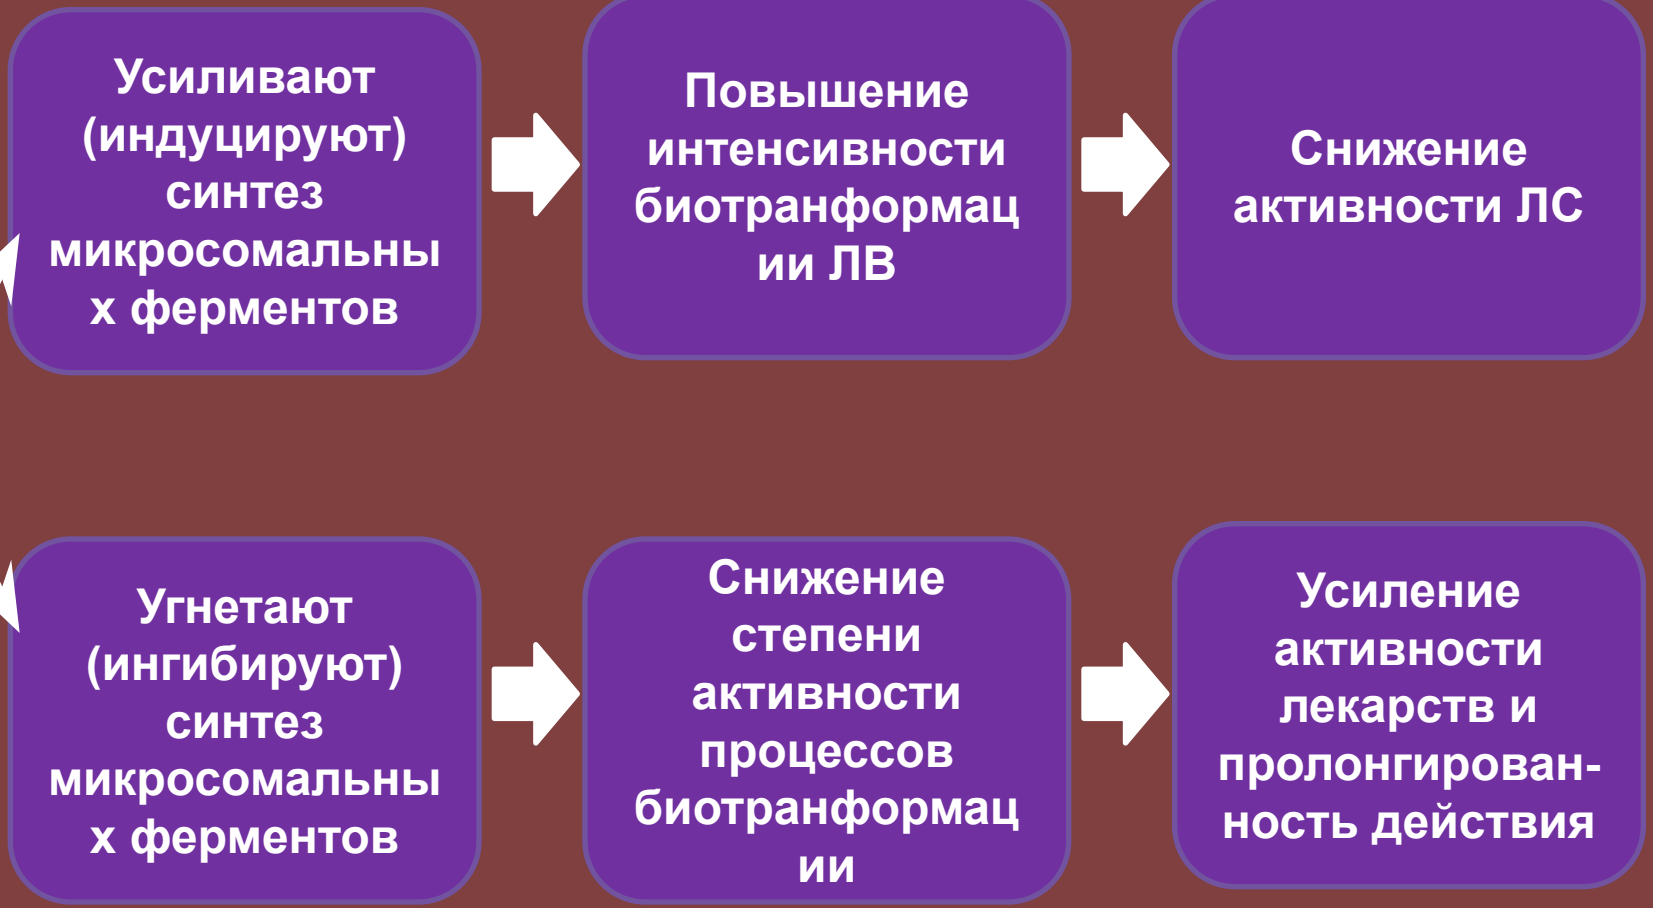 Усиливают
(индуцируют)
синтез
микросомальны
х ферментов
Повышение
интенсивности
биотранформац
ии ЛВ
Снижение
активности ЛС
Угнетают
(ингибируют)
синтез
микросомальны
х ферментов
Снижение
степени
активности
процессов
биотранформац
ии
Усиление
активности
лекарств и
пролонгирован-
ность действия